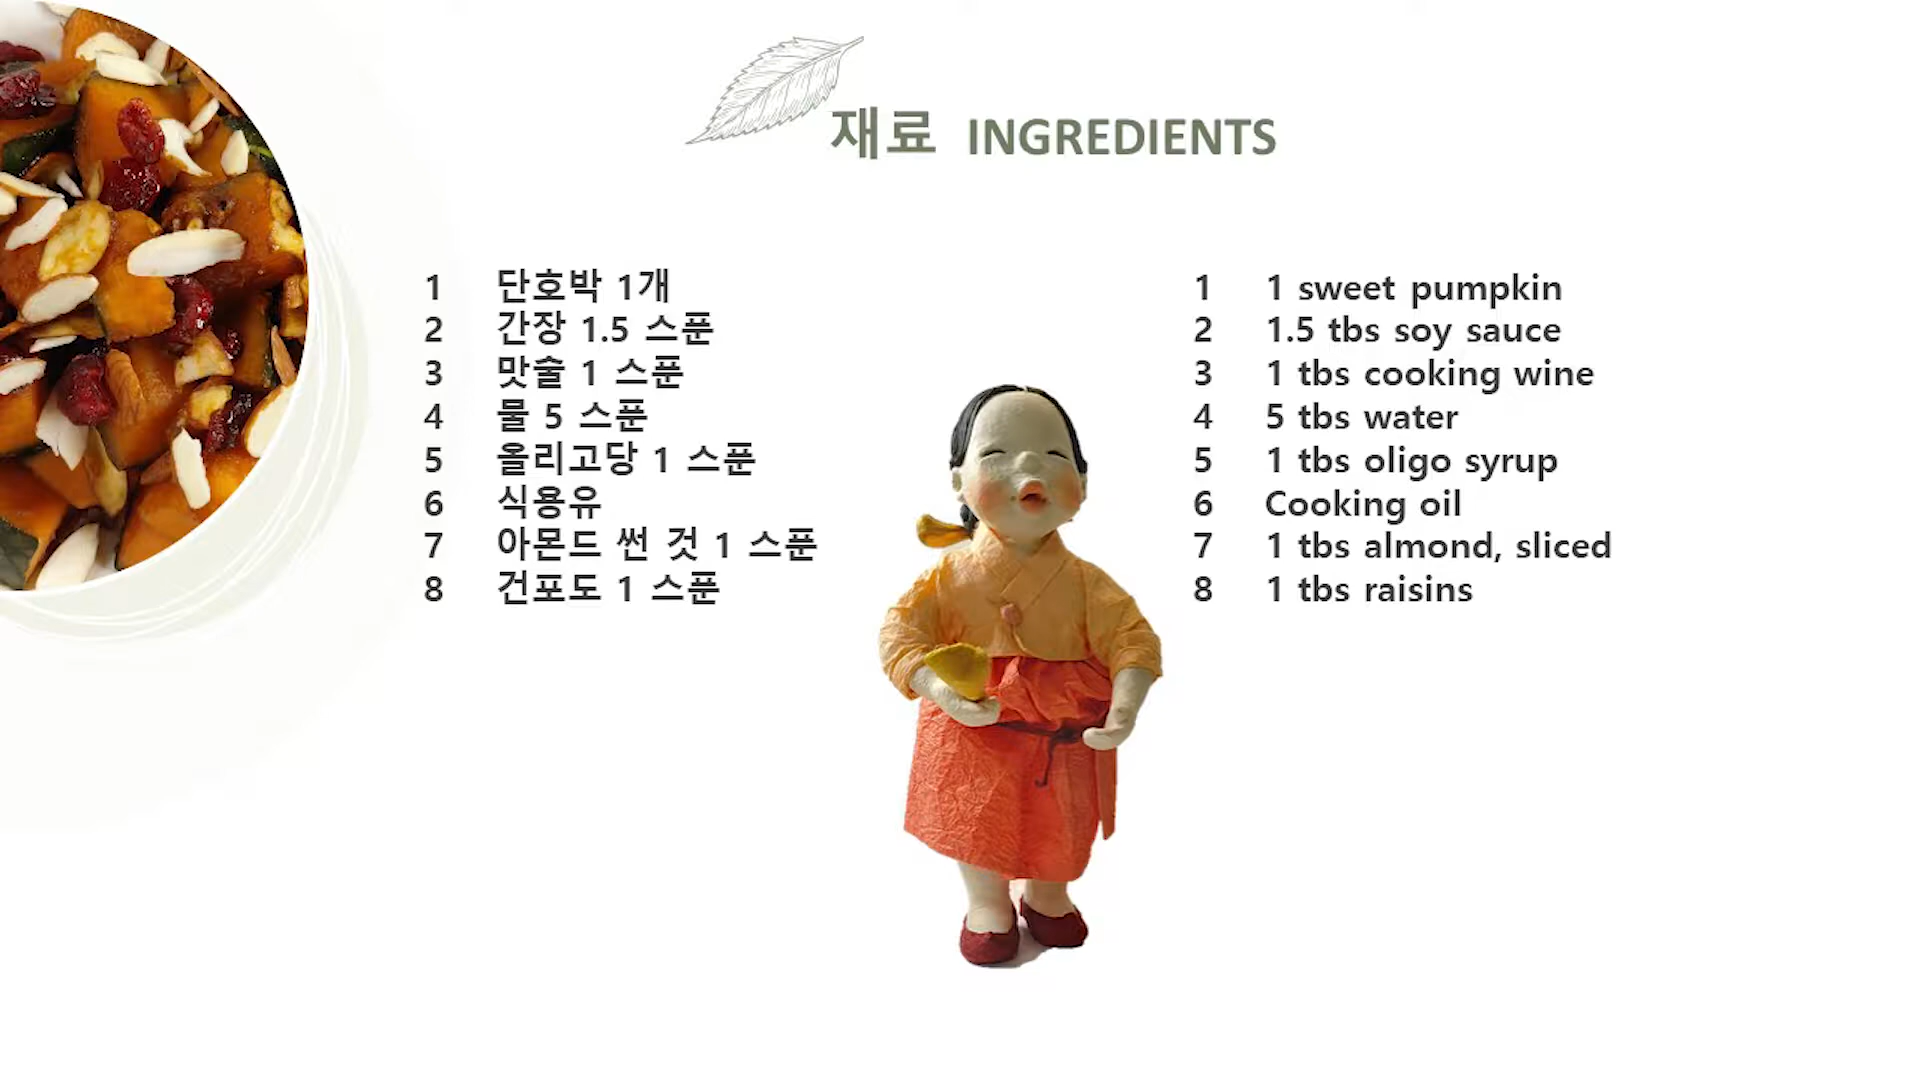 재료 INGREDIENTS
1 단호박 1개
2 간장 1.5 스푼
3 맛술 1 스푼
4 물 5 스푼
5 올리고당 1 스푼
6 식용유
7 아몬드 썬 것 1 스푼
8 건포도 1 스푼
1 1 sweet pumpkin
2 1.5 tbs soy sauce
3 1 tbs cooking wine
4 5 tbs water
5 1 tbs oligo syrup
6 Cooking oil
7 1 tbs almond, sliced
8 1 tbs raisins